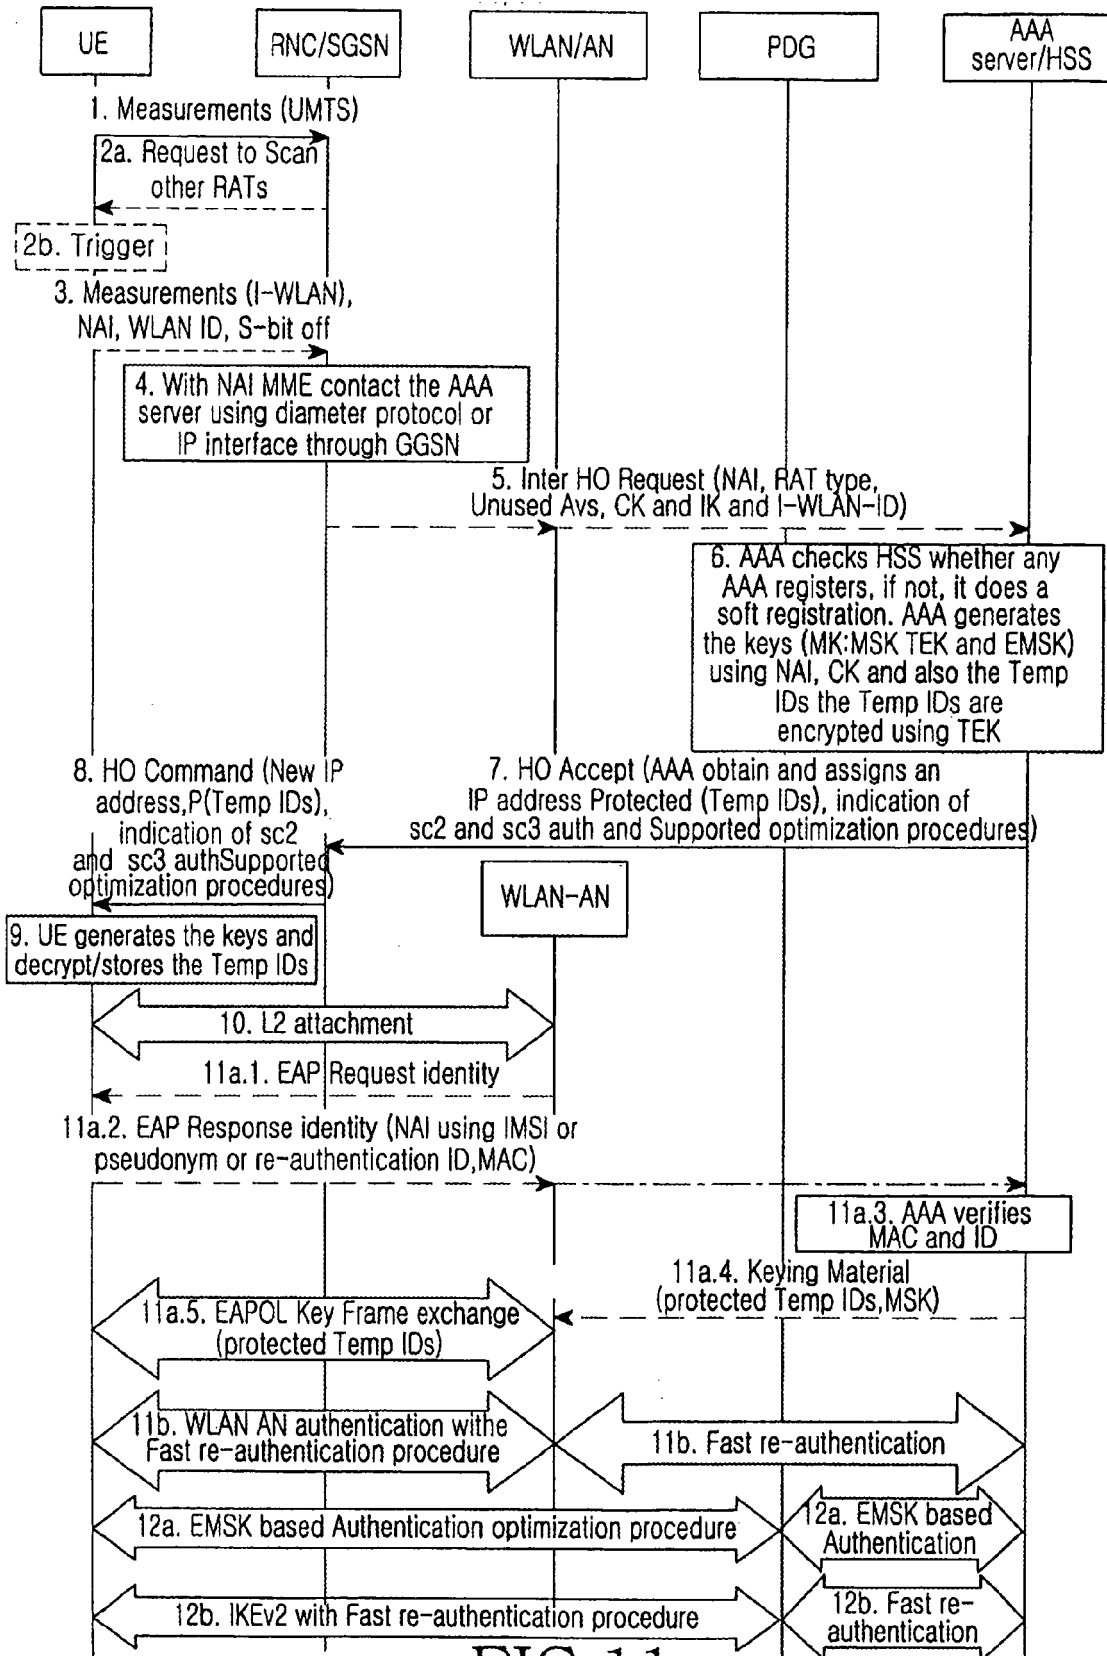 UE
RNC/SGSN
WLAN/AN
PDG
AAA
server/HSS
1. Measurements (UMTS)
2a. Request to Scan
other RATs
2b. Trigger
3. Measurements (I-WLAN),
NAI, WLAN ID, S-bit off
4. With NAI MME contact the AAA
server using diameter protocol or
IP interface through GGSN
5. Inter HO Request (NAI, RAT type,
Unused Avs, CK and IK and I-WLAN-ID)
6. AAA checks HSS whether any
AAA registers, if not, it does a
soft registration. AAA generates
the keys (MK:MSK TEK and EMSK)
using NAI, CK and also the Temp
IDs the Temp IDs are
encrypted using TEK
7. HO Accept (AAA obtain and assigns an
IP address Protected (Temp IDs), indication of
sc2 and sc3 auth and Supported optimization procedures)
8. HO Command (New IP
address,P(Temp IDs),
indication of sc2
and sc3 authSupported
optimization procedures)
WLAN-AN
9. UE generates the keys and
decrypt/stores the Temp IDs
10. L2 attachment
11a.1. EAP Request identity
11a.2. EAP Response identity (NAI using IMSI or
pseudonym or re-authentication ID,MAC)
11a.3. AAA verifies
MAC and ID
11a.4. Keying Material
(protected Temp IDs,MSK)
11a.5. EAPOL Key Frame exchange
(protected Temp IDs)
11b. WLAN AN authentication withe
Fast re-authentication procedure
11b. Fast re-authentication
12a. EMSK based Authentication optimization procedure
12a. EMSK based
Authentication
12b. IKEv2 with Fast re-authentication procedure
12b. Fast re-
authentication